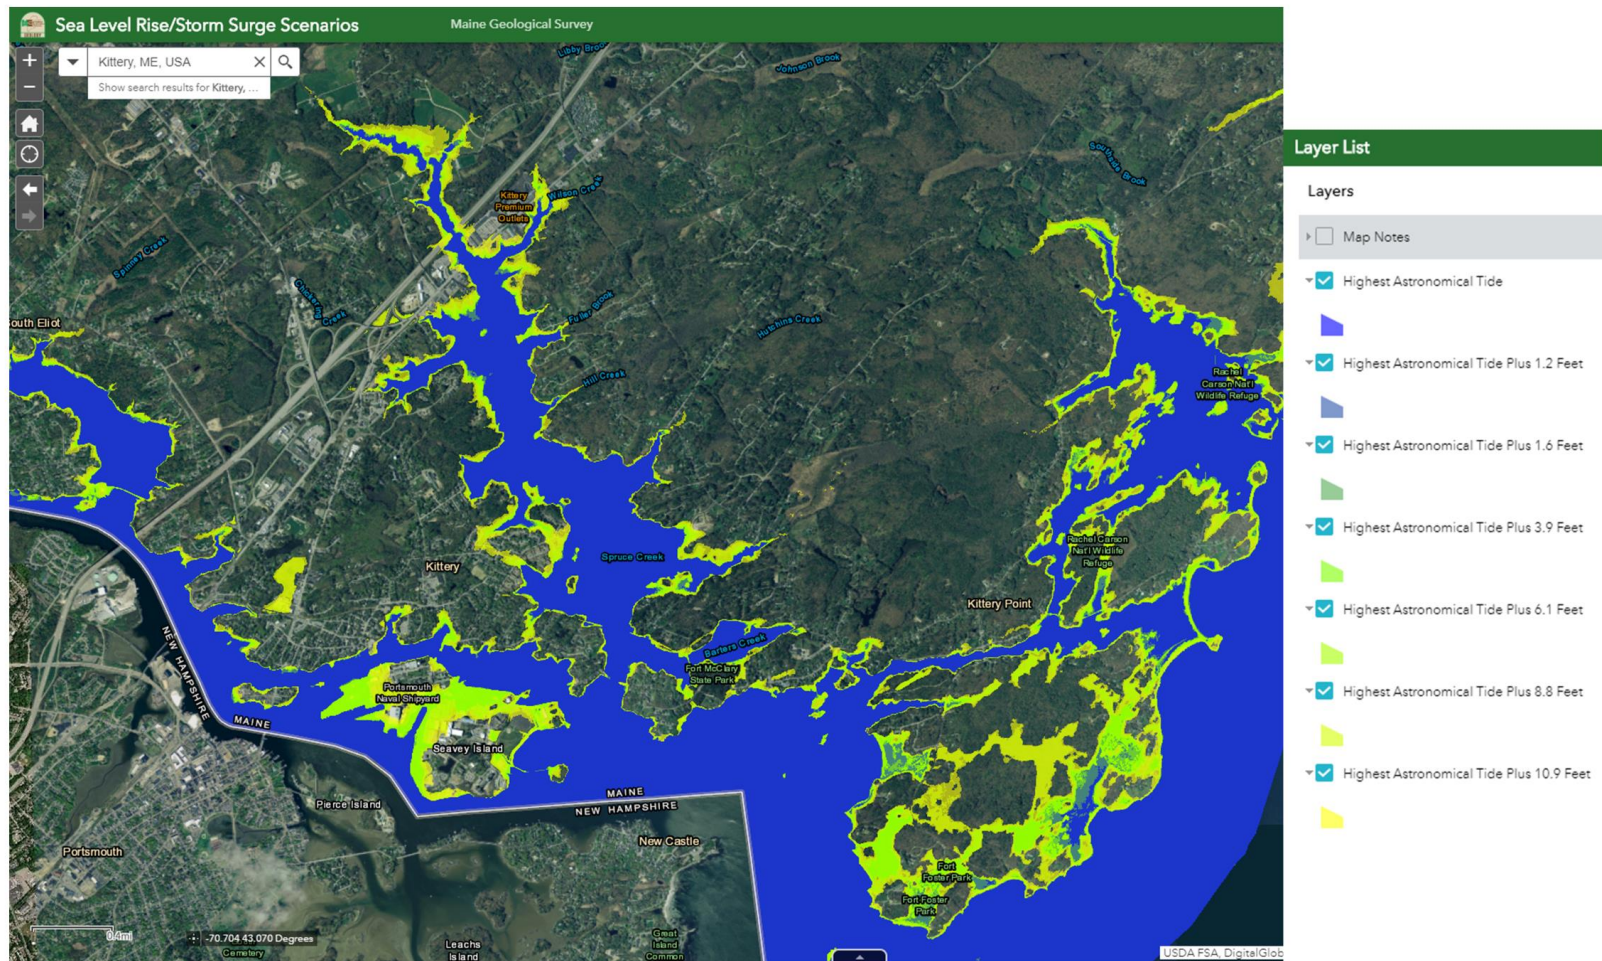 Sea Level Rise/Storm Surge Scenarios
Maine Geological Survey
Kittery, ME, USA
Show search results for Kittery, ...
Libby Broo
Johnson Brook
Southside Brook
Kittery
Premium
Outlets
Wilson Creek
Spinney Creek
Chickering
Creek
South Eliot
Fuller Brook
Hutchins Creek
Hill Creek
Rachel
Carson Nat'l
Wildlife Refuge
Rachel Carson
Nat'l Wildlife
Refuge
Spruce Creek
Kittery
Kittery Point
Barters Creek
Fort McClary
State Park
Portsmouth
Naval Shipyard
Seavey Island
NEW HAMPSHIRE
MAINE
MAINE
NEW HAMPSHIRE
Pierce Island
New Castle
Portsmouth
Fort
Foster Park
Fort Foster
Park
0.4mi
-70.704 43.070 Degrees
Cemetery
Leachs
Island
Great
Island
Common
USDA FSA, DigitalGlob
Layer List
Layers
Map Notes
Highest Astronomical Tide
Highest Astronomical Tide Plus 1.2 Feet
Highest Astronomical Tide Plus 1.6 Feet
Highest Astronomical Tide Plus 3.9 Feet
Highest Astronomical Tide Plus 6.1 Feet
Highest Astronomical Tide Plus 8.8 Feet
Highest Astronomical Tide Plus 10.9 Feet